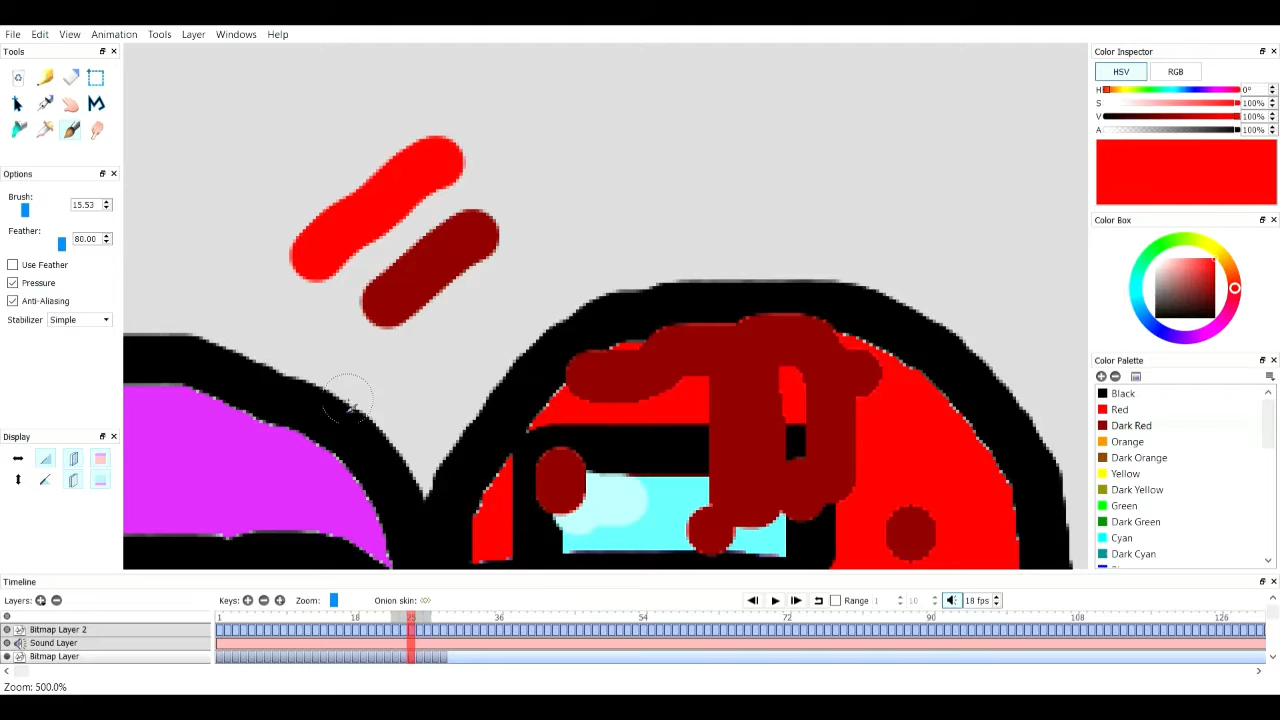 File Edit View Animation Tools Layer Windows Help
Tools
Options
Brush:
15.53
Feather:
80.00
Use Feather
Pressure
Anti-Aliasing
Stabilizer Simple
Display
Color Inspector
HSV RGB
H 0°
S 100%
V 100%
A 100%
Color Box
Color Palette
Black
Red
Dark Red
Orange
Dark Orange
Yellow
Dark Yellow
Green
Dark Green
Cyan
Dark Cyan
Timeline
Layers: Keys: Zoom: Onion skin: Range 1 10 18 fps
1 18 25 36 54 72 90 108 126
Bitmap Layer 2
Sound Layer
Bitmap Layer
Zoom: 500.0%